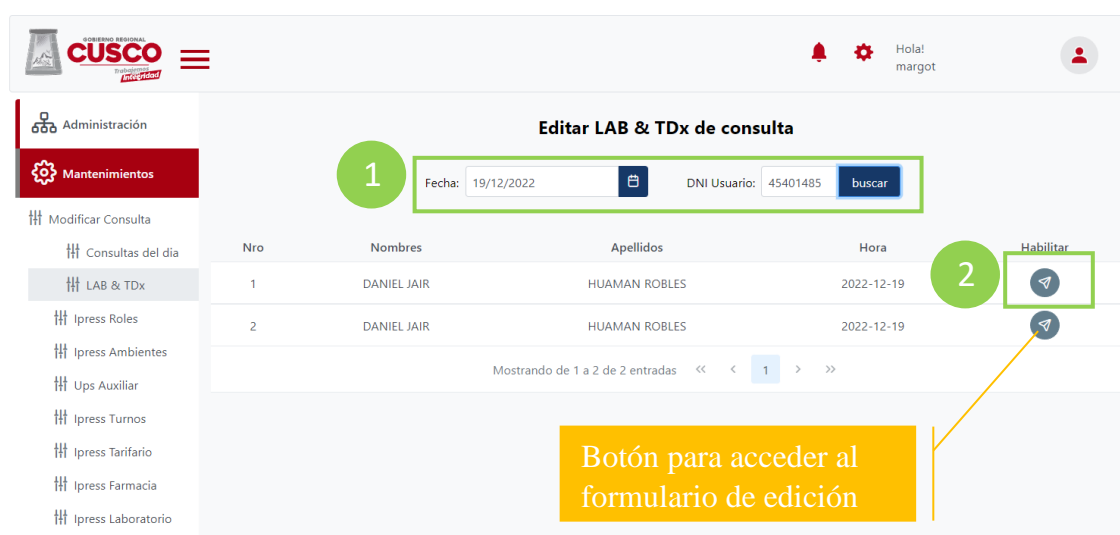 GOBIERNO REGIONAL
CUSCO
Trabajemos
con
Integridad
Hola!
margot
Administración
Mantenimientos
Modificar Consulta
Consultas del dia
LAB & TDx
Ipress Roles
Ipress Ambientes
Ups Auxiliar
Ipress Turnos
Ipress Tarifario
Ipress Farmacia
Ipress Laboratorio
Editar LAB & TDx de consulta
1
Fecha: 19/12/2022 DNI Usuario: 45401485 buscar
Nro Nombres Apellidos Hora Habilitar
1 DANIEL JAIR HUAMAN ROBLES 2022-12-19
2
2 DANIEL JAIR HUAMAN ROBLES 2022-12-19
Mostrando de 1 a 2 de 2 entradas « < 1 > »
Botón para acceder al
formulario de edición